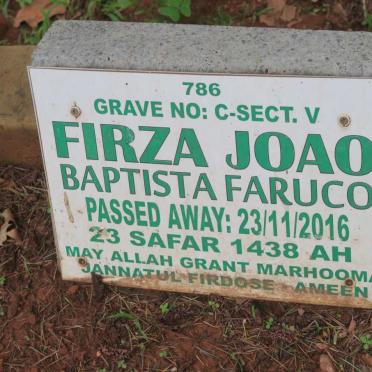 786
GRAVE NO: C-SECT. V
FIRZA JOAO
BAPTISTA FARUCO
PASSED AWAY: 23/11/2016
23 SAFAR 1438 AH
MAY ALLAH GRANT MARHOOMA
JANNATUL FIRDOSE - AMEEN